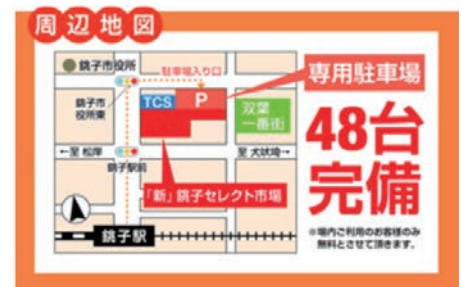 周辺地図
銚子市役所
駐車場入り口
専用駐車場
銚子市
役所東
TCS
P
双葉
一番街
48台
完備
←至 松岸
至 犬吠埼→
銚子駅前
「新」銚子セレクト市場
※場内ご利用のお客様のみ
無料とさせて頂きます。
銚子駅